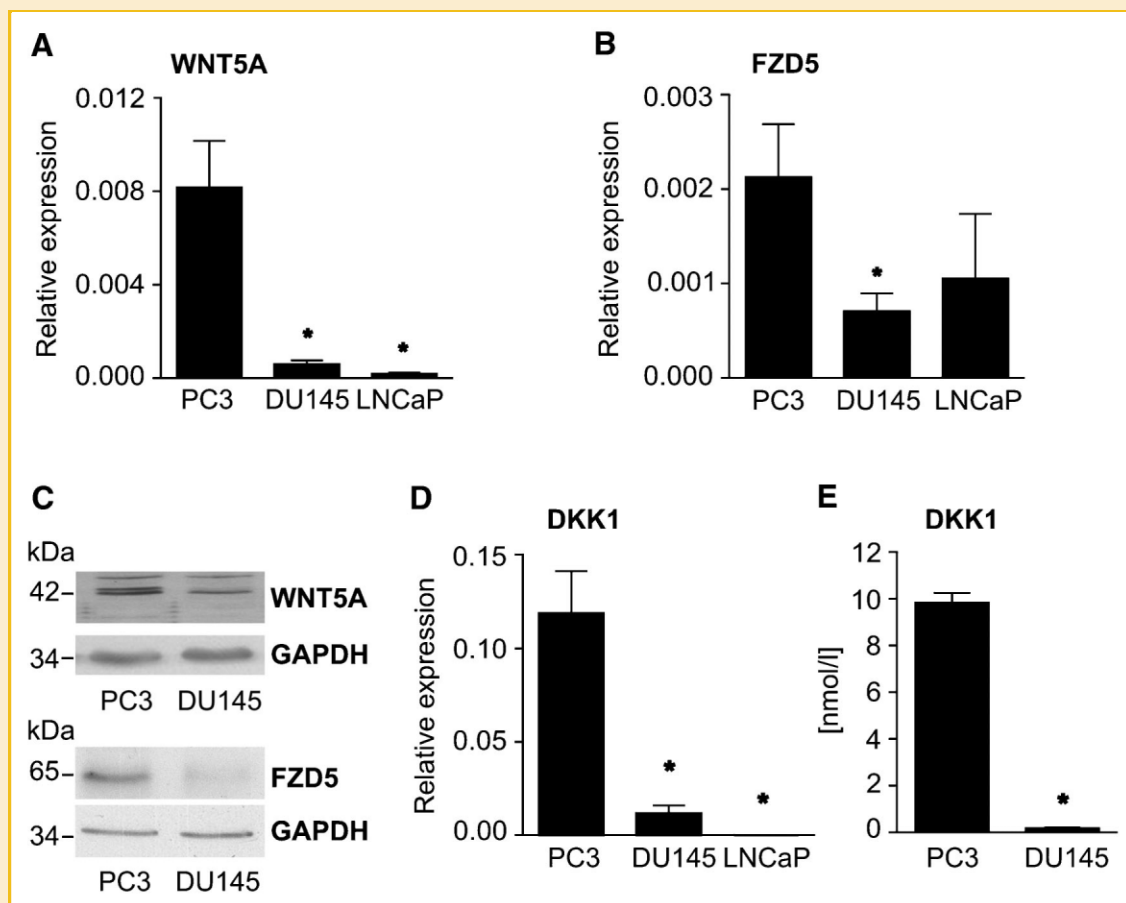 A
WNT5A
Relative expression
0.012
0.008
0.004
0.000
PC3 DU145 LNCaP
*
*
B
FZD5
Relative expression
0.003
0.002
0.001
0.000
PC3 DU145 LNCaP
*
C
kDa
42–
WNT5A
34–
GAPDH
PC3 DU145
kDa
65–
FZD5
34–
GAPDH
PC3 DU145
D
DKK1
Relative expression
0.15
0.10
0.05
0.00
PC3 DU145 LNCaP
*
*
E
DKK1
[nmol/l]
12
10
8
6
4
2
0
PC3 DU145
*